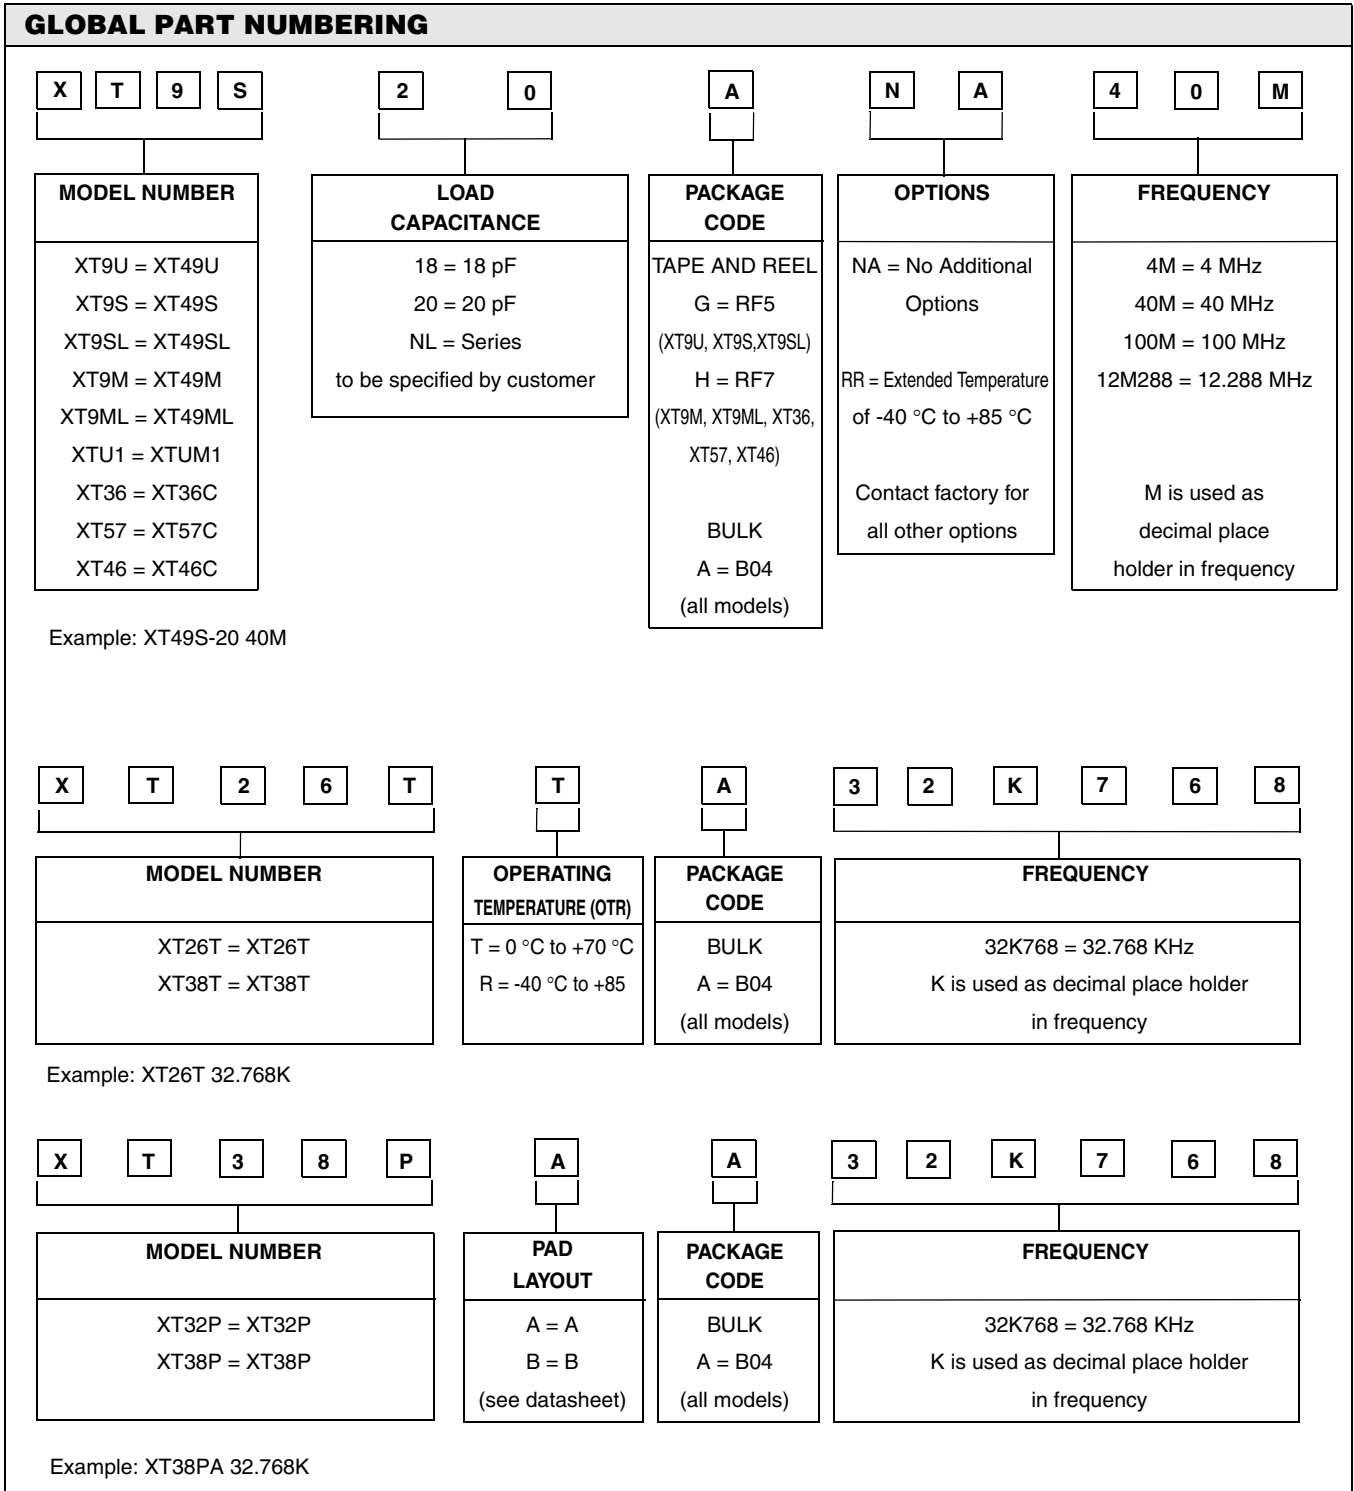 GLOBAL PART NUMBERING
X T 9 S 2 0 A N A 4 0 M
MODEL NUMBER
XT9U = XT49U
XT9S = XT49S
XT9SL = XT49SL
XT9M = XT49M
XT9ML = XT49ML
XTU1 = XTUM1
XT36 = XT36C
XT57 = XT57C
XT46 = XT46C
LOAD
CAPACITANCE
18 = 18 pF
20 = 20 pF
NL = Series
to be specified by customer
PACKAGE
CODE
TAPE AND REEL
G = RF5
(XT9U, XT9S,XT9SL)
H = RF7
(XT9M, XT9ML, XT36,
XT57, XT46)
BULK
A = B04
(all models)
OPTIONS
NA = No Additional
Options
RR = Extended Temperature
of -40 °C to +85 °C
Contact factory for
all other options
FREQUENCY
4M = 4 MHz
40M = 40 MHz
100M = 100 MHz
12M288 = 12.288 MHz
M is used as
decimal place
holder in frequency
Example: XT49S-20 40M
X T 2 6 T T A 3 2 K 7 6 8
MODEL NUMBER
XT26T = XT26T
XT38T = XT38T
OPERATING
TEMPERATURE (OTR)
T = 0 °C to +70 °C
R = -40 °C to +85
PACKAGE
CODE
BULK
A = B04
(all models)
FREQUENCY
32K768 = 32.768 KHz
K is used as decimal place holder
in frequency
Example: XT26T 32.768K
X T 3 8 P A A 3 2 K 7 6 8
MODEL NUMBER
XT32P = XT32P
XT38P = XT38P
PAD
LAYOUT
A = A
B = B
(see datasheet)
PACKAGE
CODE
BULK
A = B04
(all models)
FREQUENCY
32K768 = 32.768 KHz
K is used as decimal place holder
in frequency
Example: XT38PA 32.768K